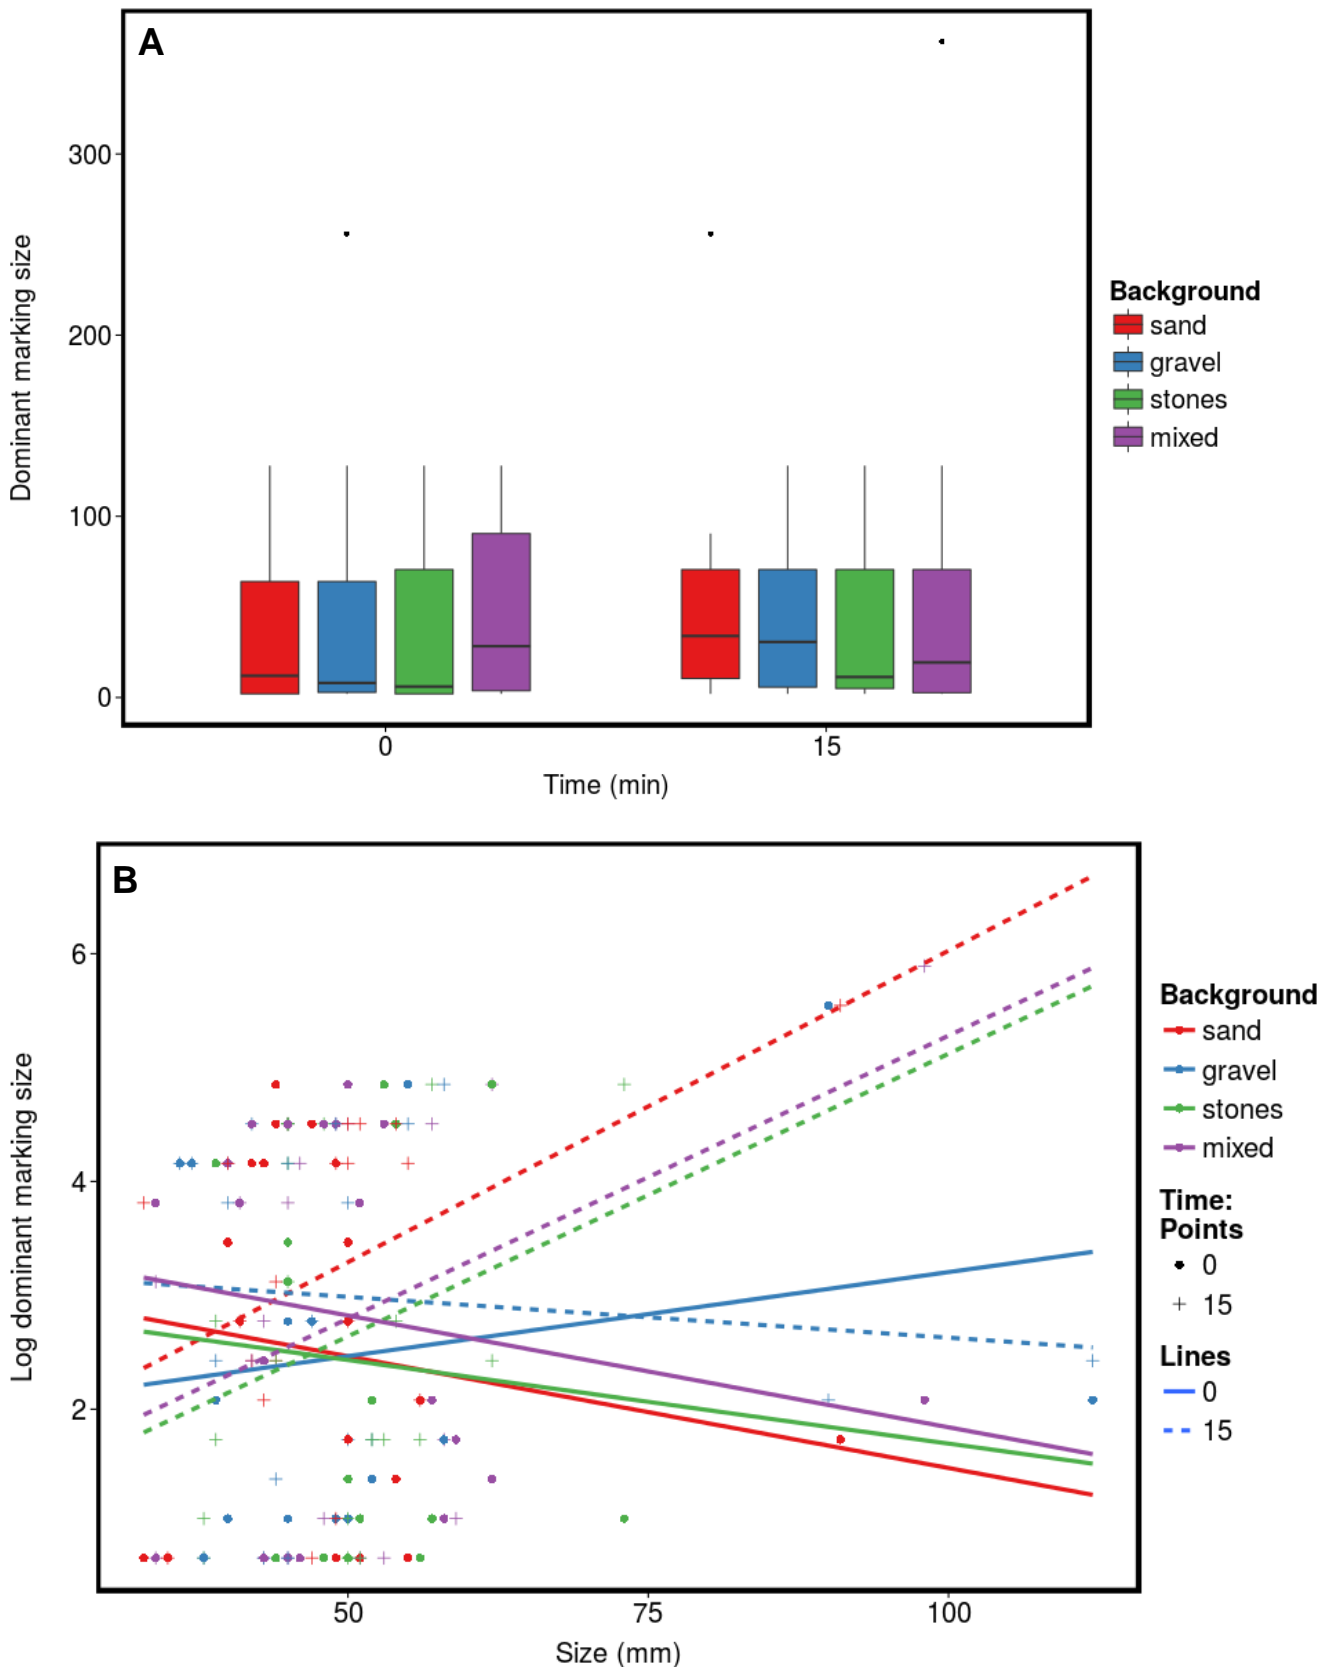 A
300
200
100
0
Dominant marking size
0
15
Time (min)
Background
sand
gravel
stones
mixed
B
6
4
2
Log dominant marking size
50
75
100
Size (mm)
Background
sand
gravel
stones
mixed
Time:
Points
0
15
Lines
0
15